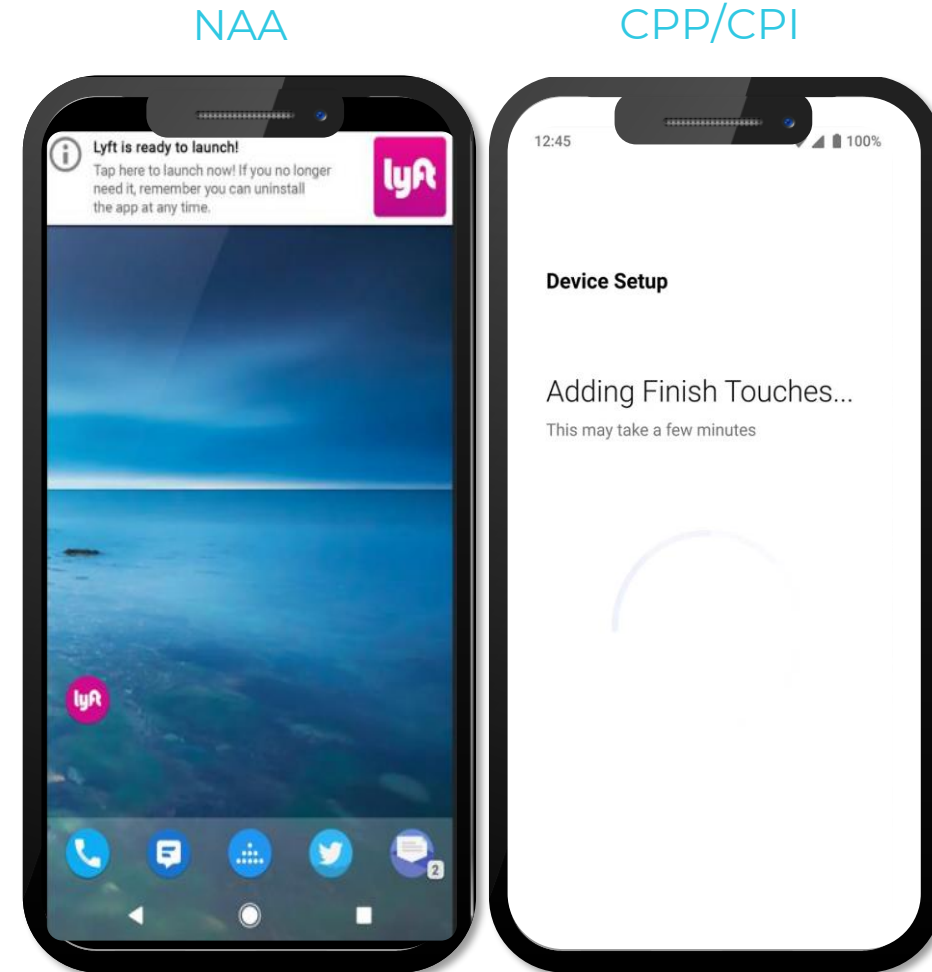 NAA
CPP/CPI
Lyft is ready to launch!
Tap here to launch now! If you no longer
need it, remember you can uninstall
the app at any time.
lyft
lyft
2
12:45
100%
Device Setup
Adding Finish Touches...
This may take a few minutes